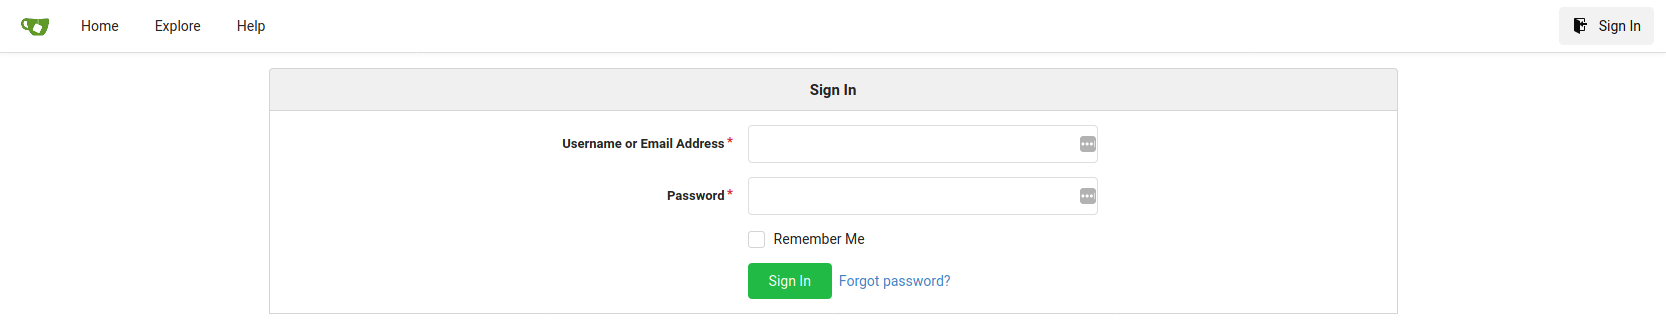 Home Explore Help Sign In
Sign In
Username or Email Address *
Password *
Remember Me
Sign In Forgot password?